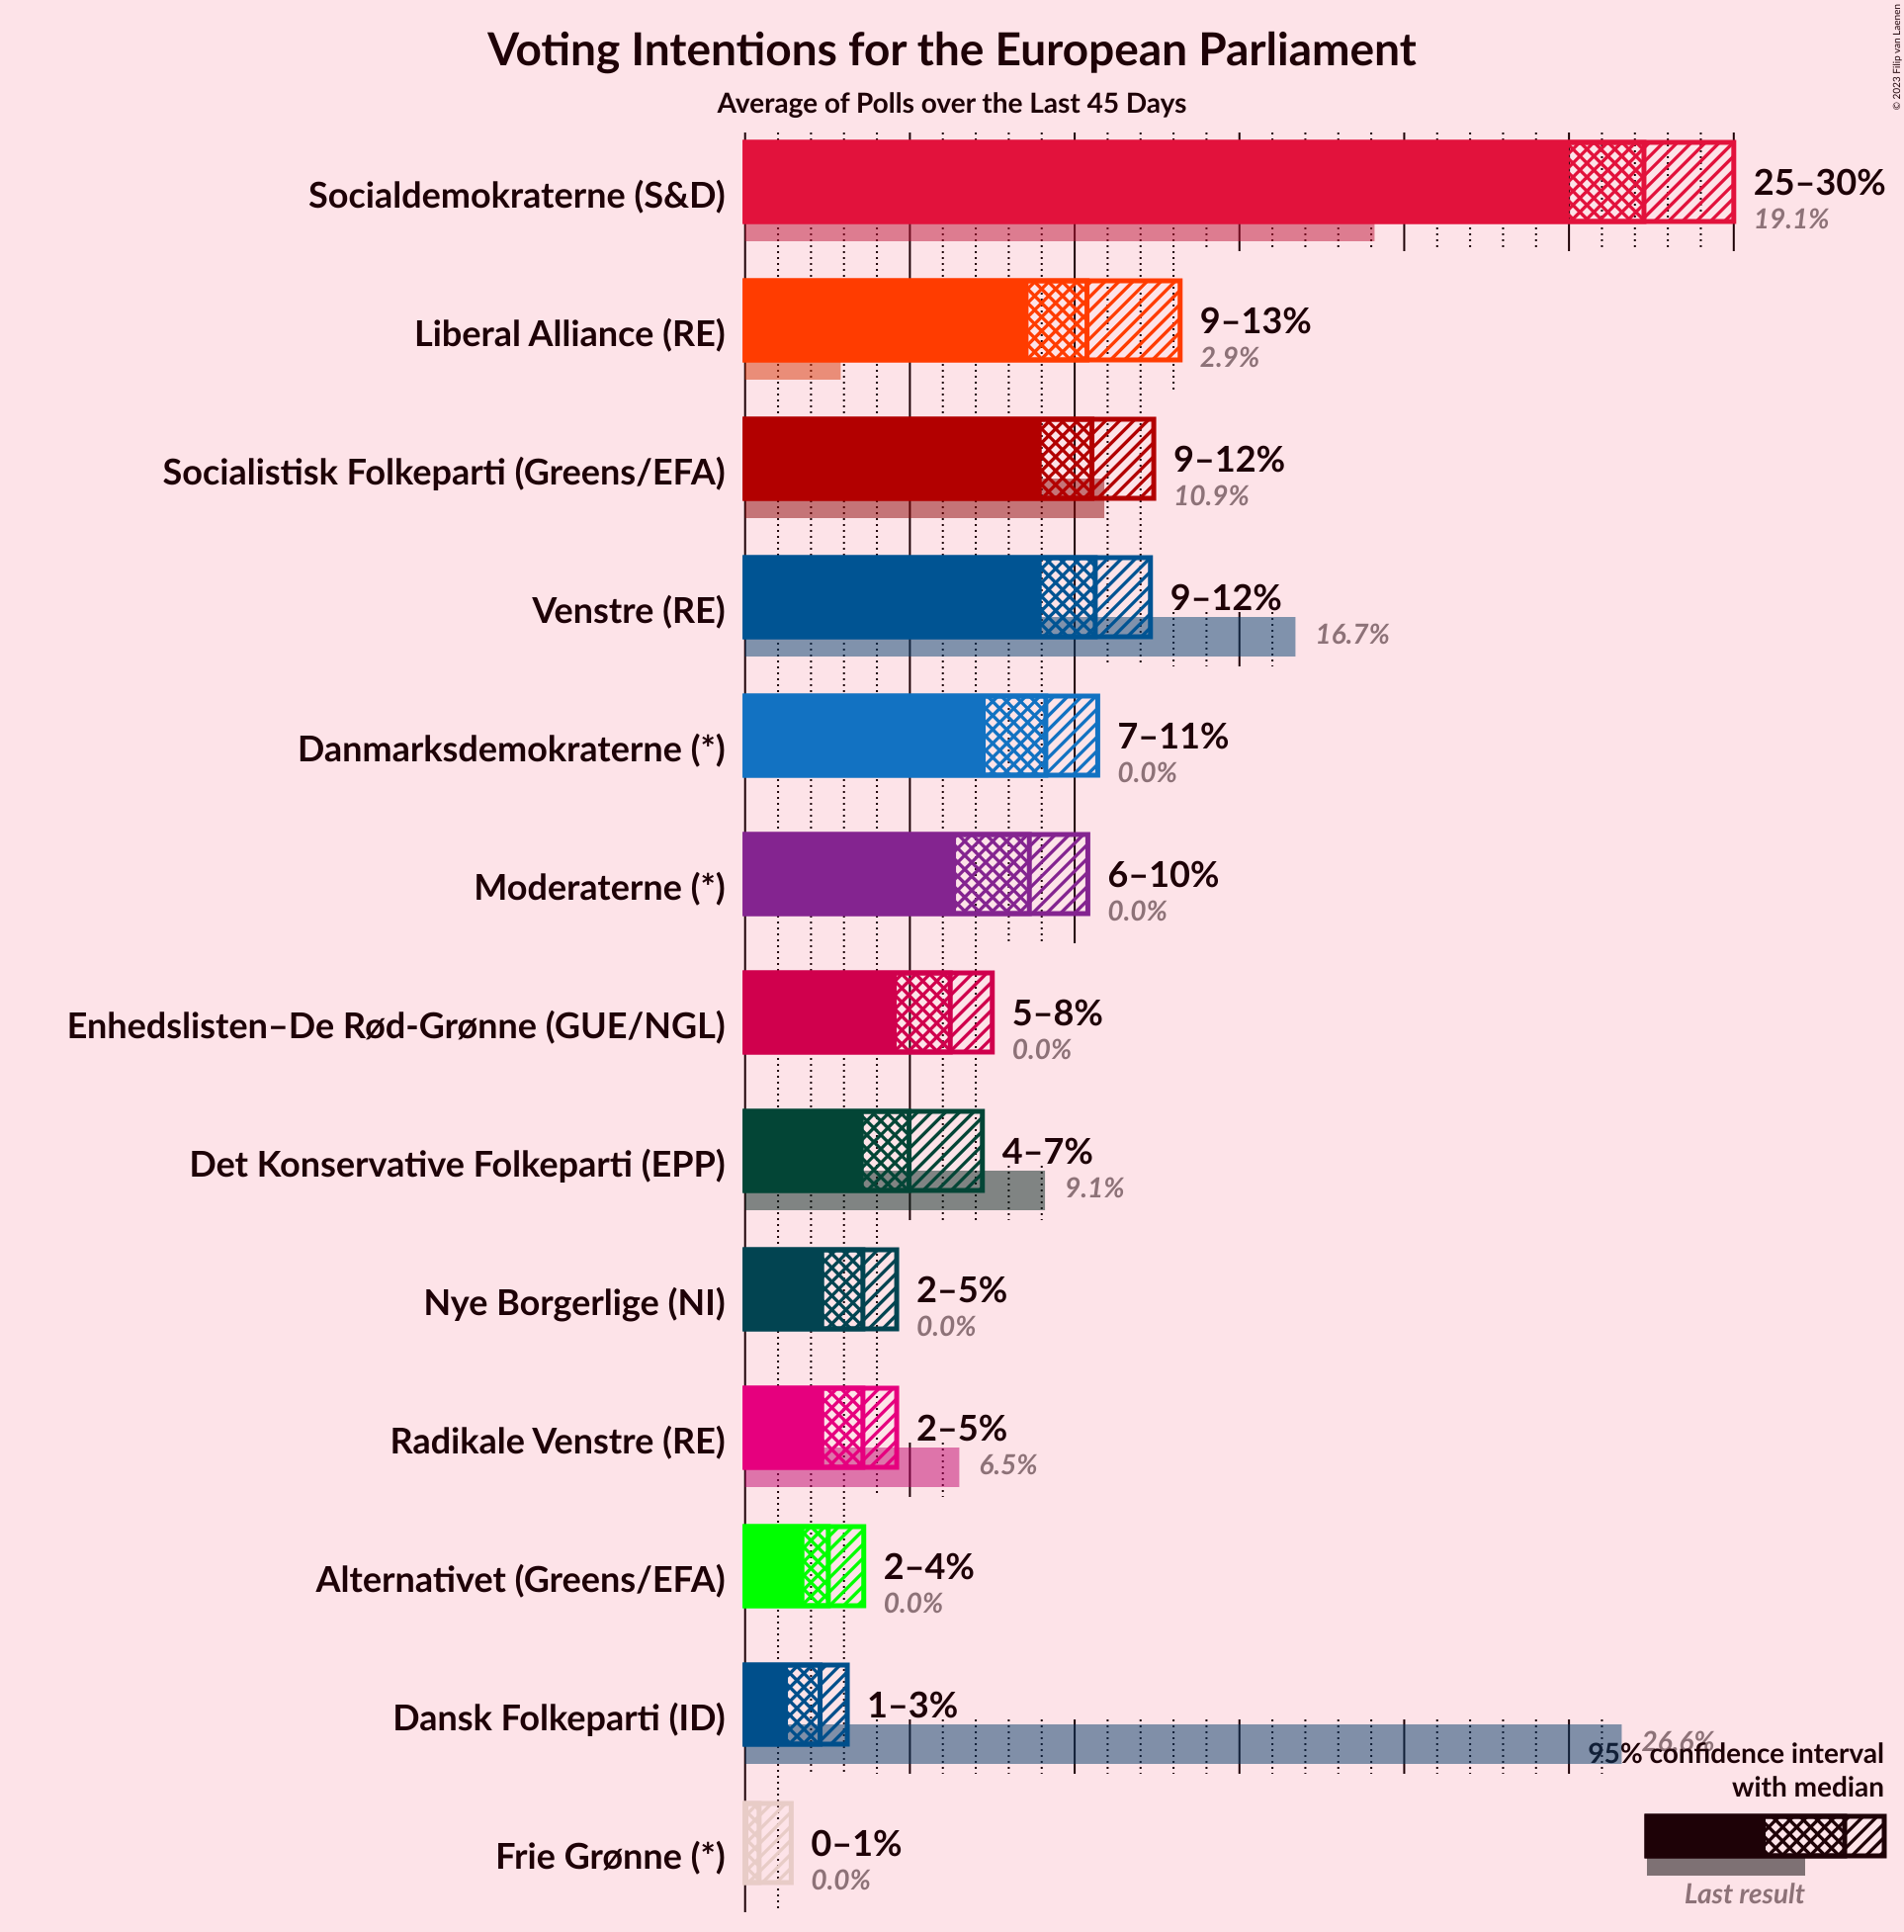 Voting Intentions for the European Parliament
Average of Polls over the Last 45 Days
© 2023 Filip van Laenen
Socialdemokraterne (S&D)
25–30%
19.1%
Liberal Alliance (RE)
9–13%
2.9%
Socialistisk Folkeparti (Greens/EFA)
9–12%
10.9%
Venstre (RE)
9–12%
16.7%
Danmarksdemokraterne (*)
7–11%
0.0%
Moderaterne (*)
6–10%
0.0%
Enhedslisten–De Rød-Grønne (GUE/NGL)
5–8%
0.0%
Det Konservative Folkeparti (EPP)
4–7%
9.1%
Nye Borgerlige (NI)
2–5%
0.0%
Radikale Venstre (RE)
2–5%
6.5%
Alternativet (Greens/EFA)
2–4%
0.0%
Dansk Folkeparti (ID)
1–3%
26.6%
Frie Grønne (*)
0–1%
0.0%
95% confidence interval
with median
Last result